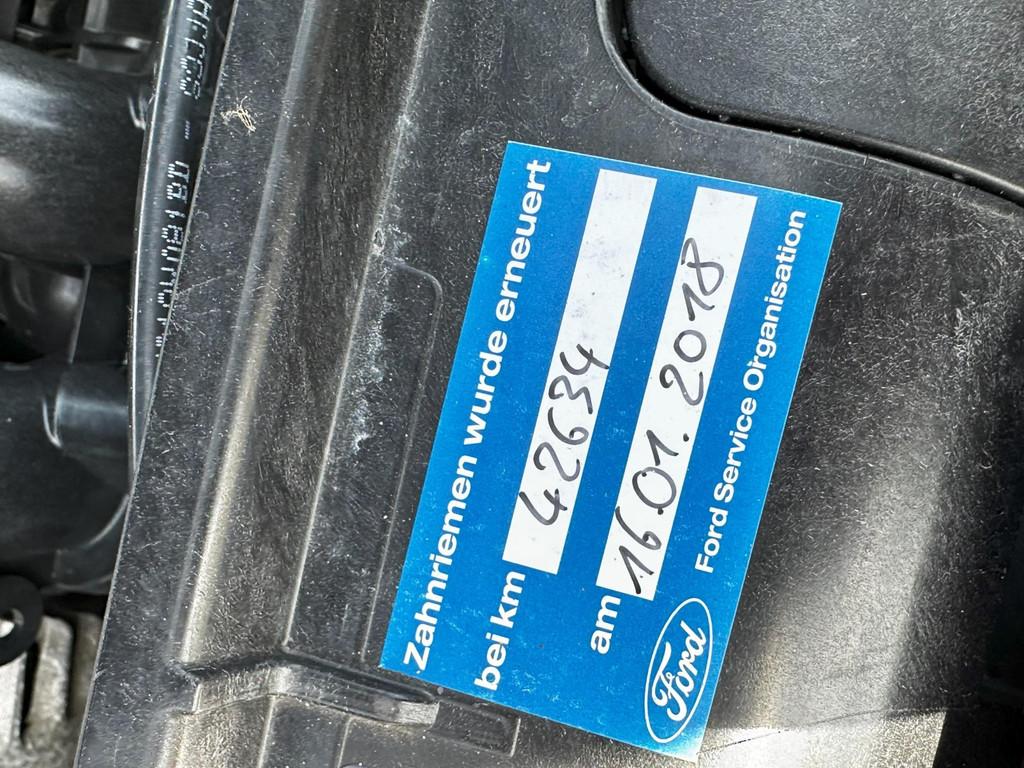 Zahnriemen wurde erneuert
bei km 42634
am 16.01.2018
Ford Ford Service Organisation